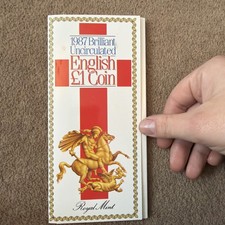 1987 Brilliant
Uncirculated
English
£1 Coin
Royal Mint